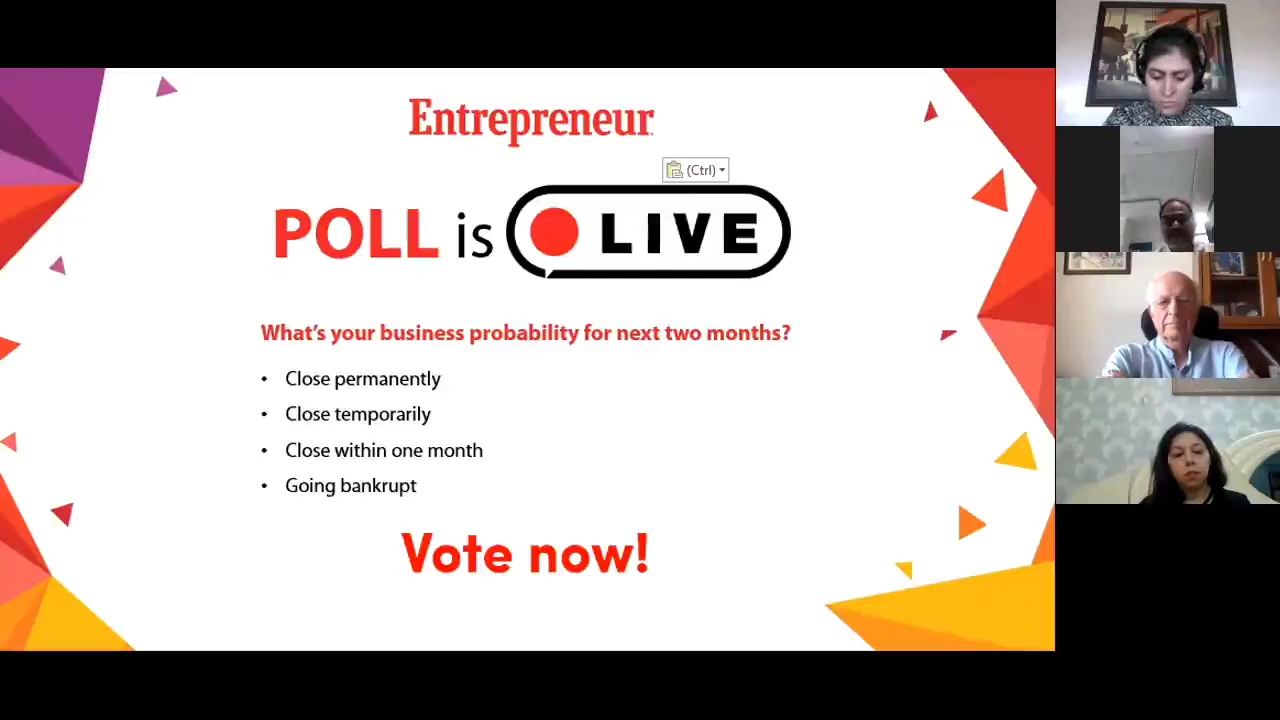 Entrepreneur
(Ctrl)
POLL is LIVE
What's your business probability for next two months?
• Close permanently
• Close temporarily
• Close within one month
• Going bankrupt
Vote now!